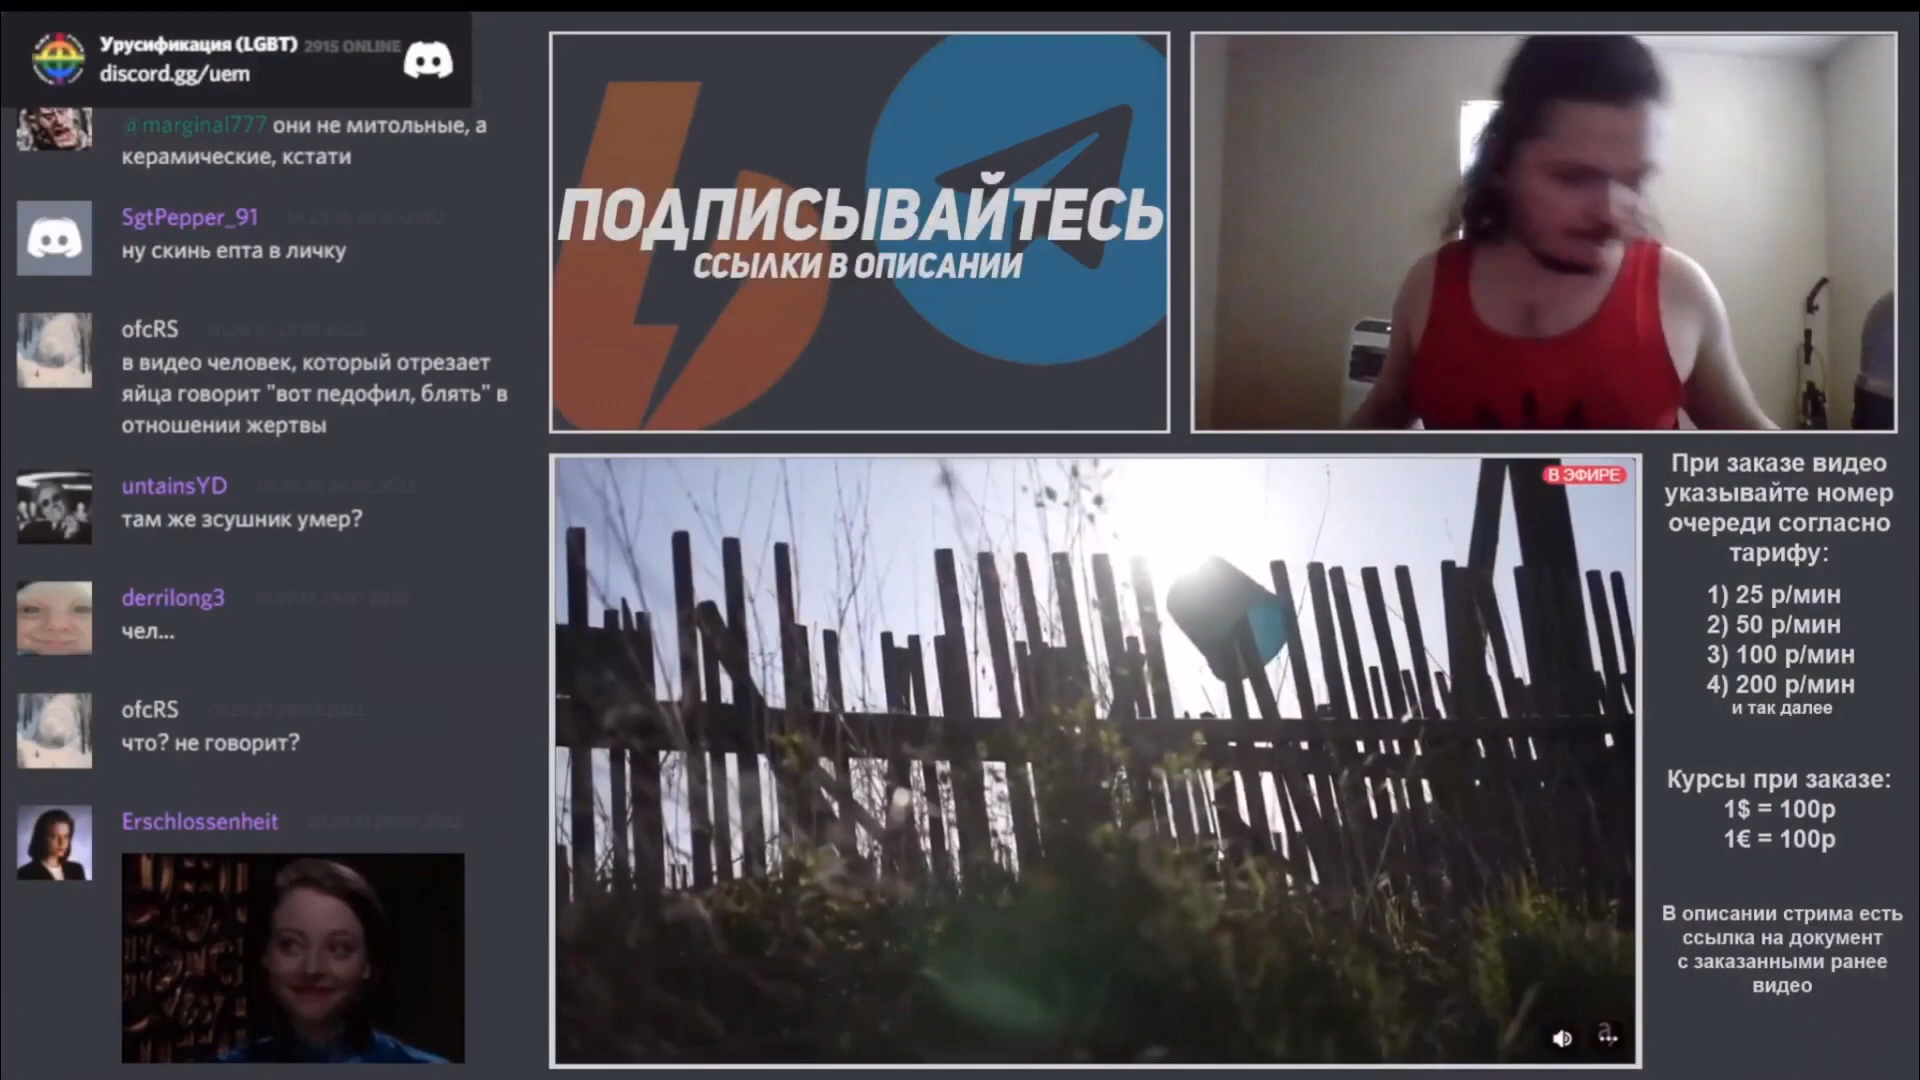 Урусификация (LGBT) 2915 ONLINE
discord.gg/uem
@marginal777 они не митольные, а
керамические, кстати
SgtPepper_91
ну скинь епта в личку
ofcRS
в видео человек, который отрезает
яйца говорит "вот педофил, блять" в
отношении жертвы
untainsYD
там же зсушник умер?
derrilong3
чел...
ofcRS
что? не говорит?
Erschlossenheit
ПОДПИСЫВАЙТЕСЬ
ССЫЛКИ В ОПИСАНИИ
В ЭФИРЕ
При заказе видео
указывайте номер
очереди согласно
тарифу:
1) 25 р/мин
2) 50 р/мин
3) 100 р/мин
4) 200 р/мин
и так далее
Курсы при заказе:
1$ = 100р
1€ = 100р
В описании стрима есть
ссылка на документ
с заказанными ранее
видео